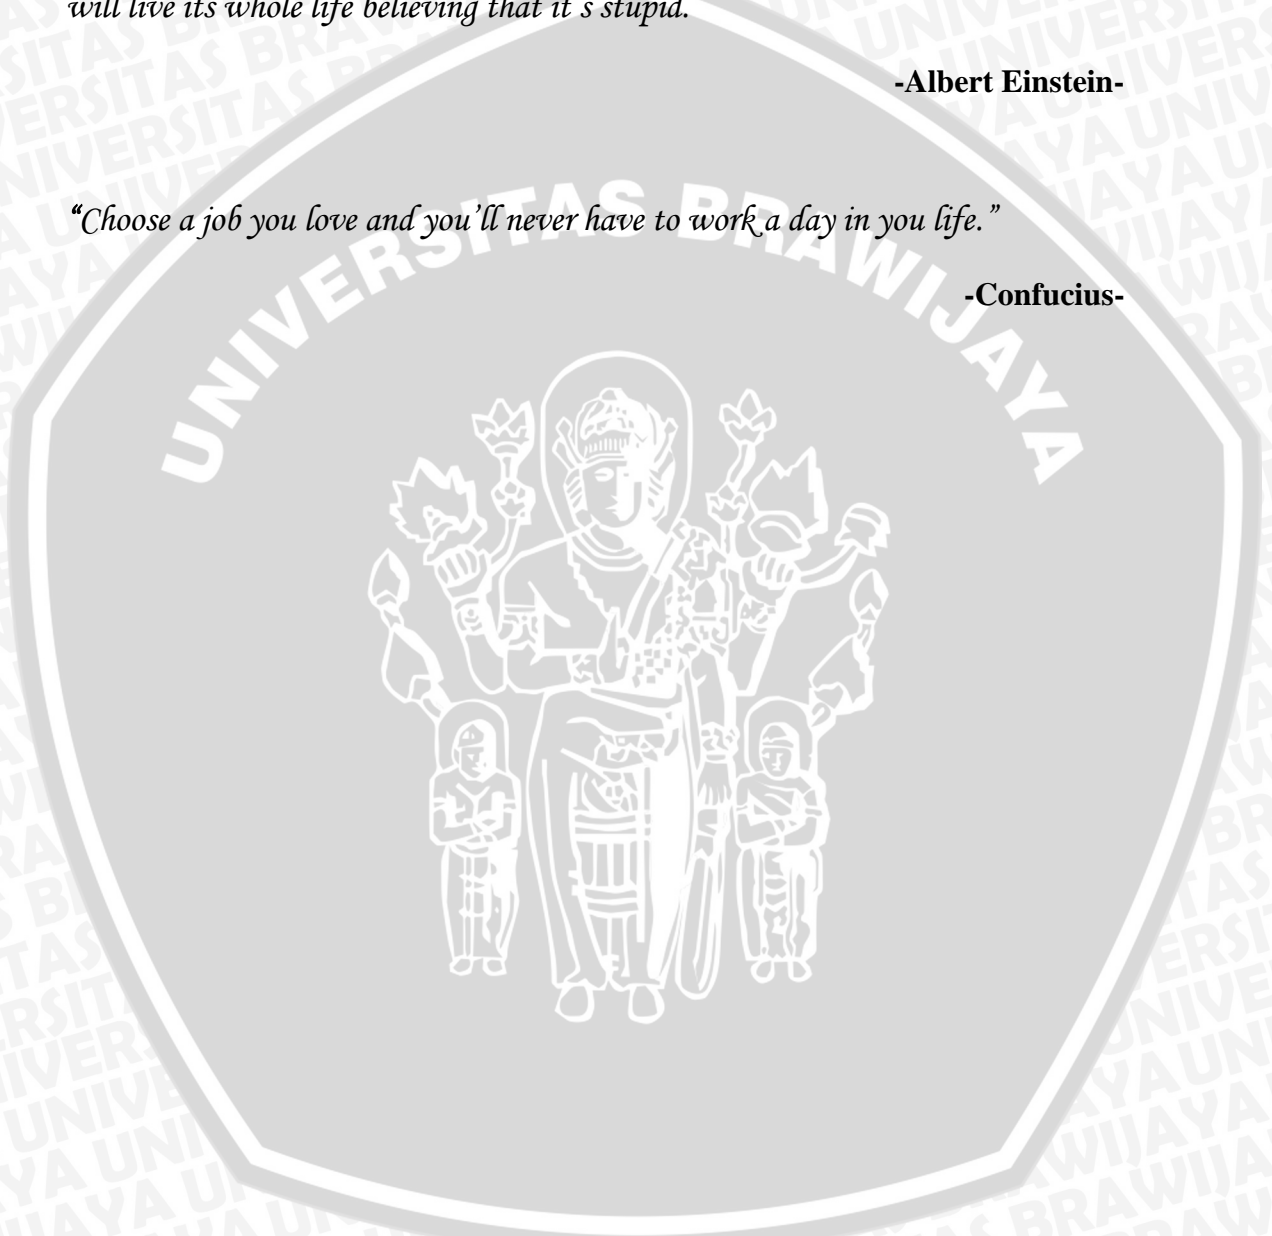 will live its whole life believing that it's stupid.
-Albert Einstein-
“Choose a job you love and you’ll never have to work a day in you life.”
-Confucius-
UNIVERSITAS BRAWIJAYA